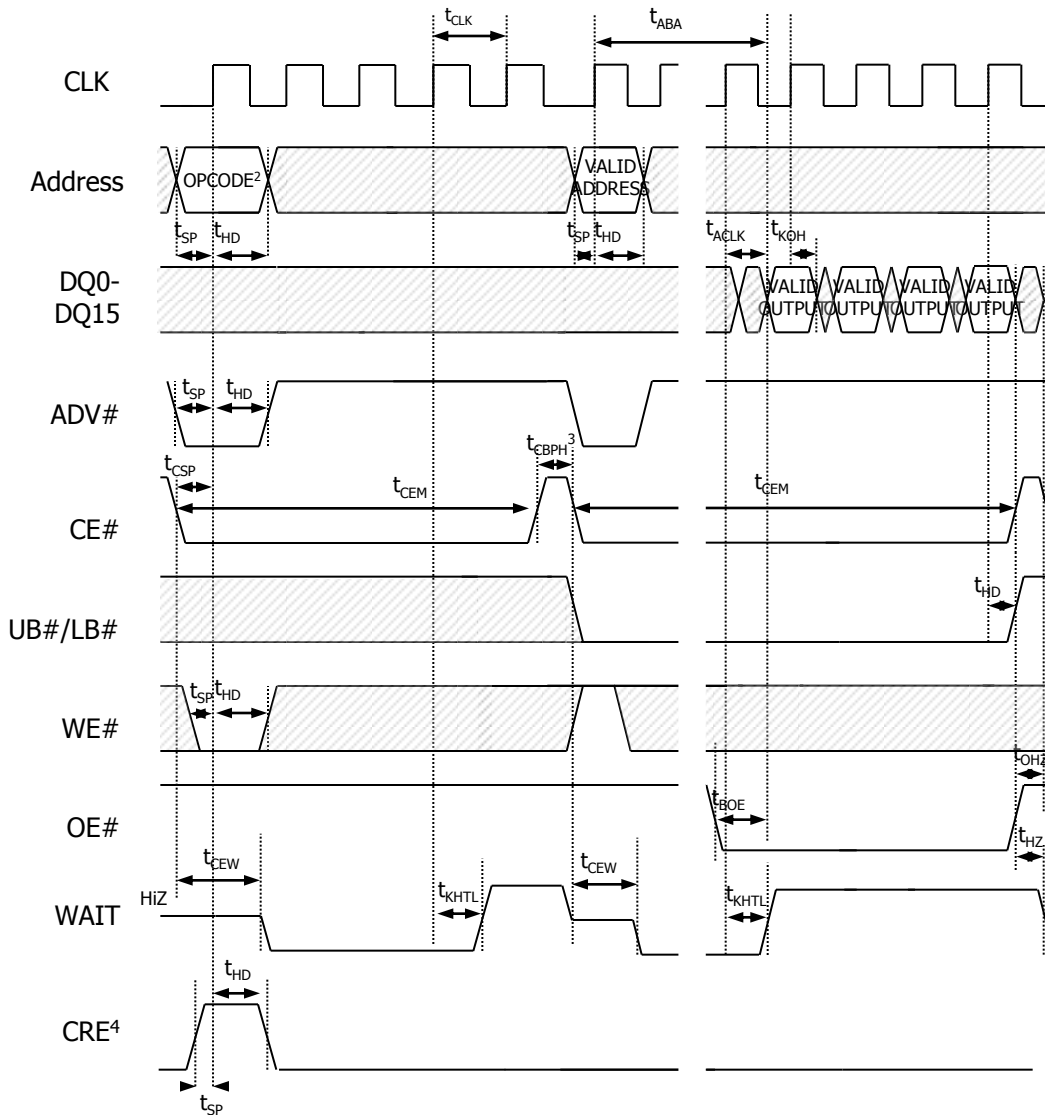 tCLK
tABA
CLK
Address
OPCODE2
VALID
ADDRESS
tSP
tHD
tSP
tHD
tACLK
tKOH
DQ0-
DQ15
VALID
OUTPUT
VALID
OUTPUT
VALID
OUTPUT
VALID
OUTPUT
ADV#
tSP
tHD
tCBPH3
tCSP
tCEM
tCEM
CE#
UB#/LB#
tHD
WE#
tSP
tHD
tOHZ
OE#
tBOE
tHZ
tCEW
tCEW
HiZ
WAIT
tKHTL
tKHTL
tHD
CRE4
tSP